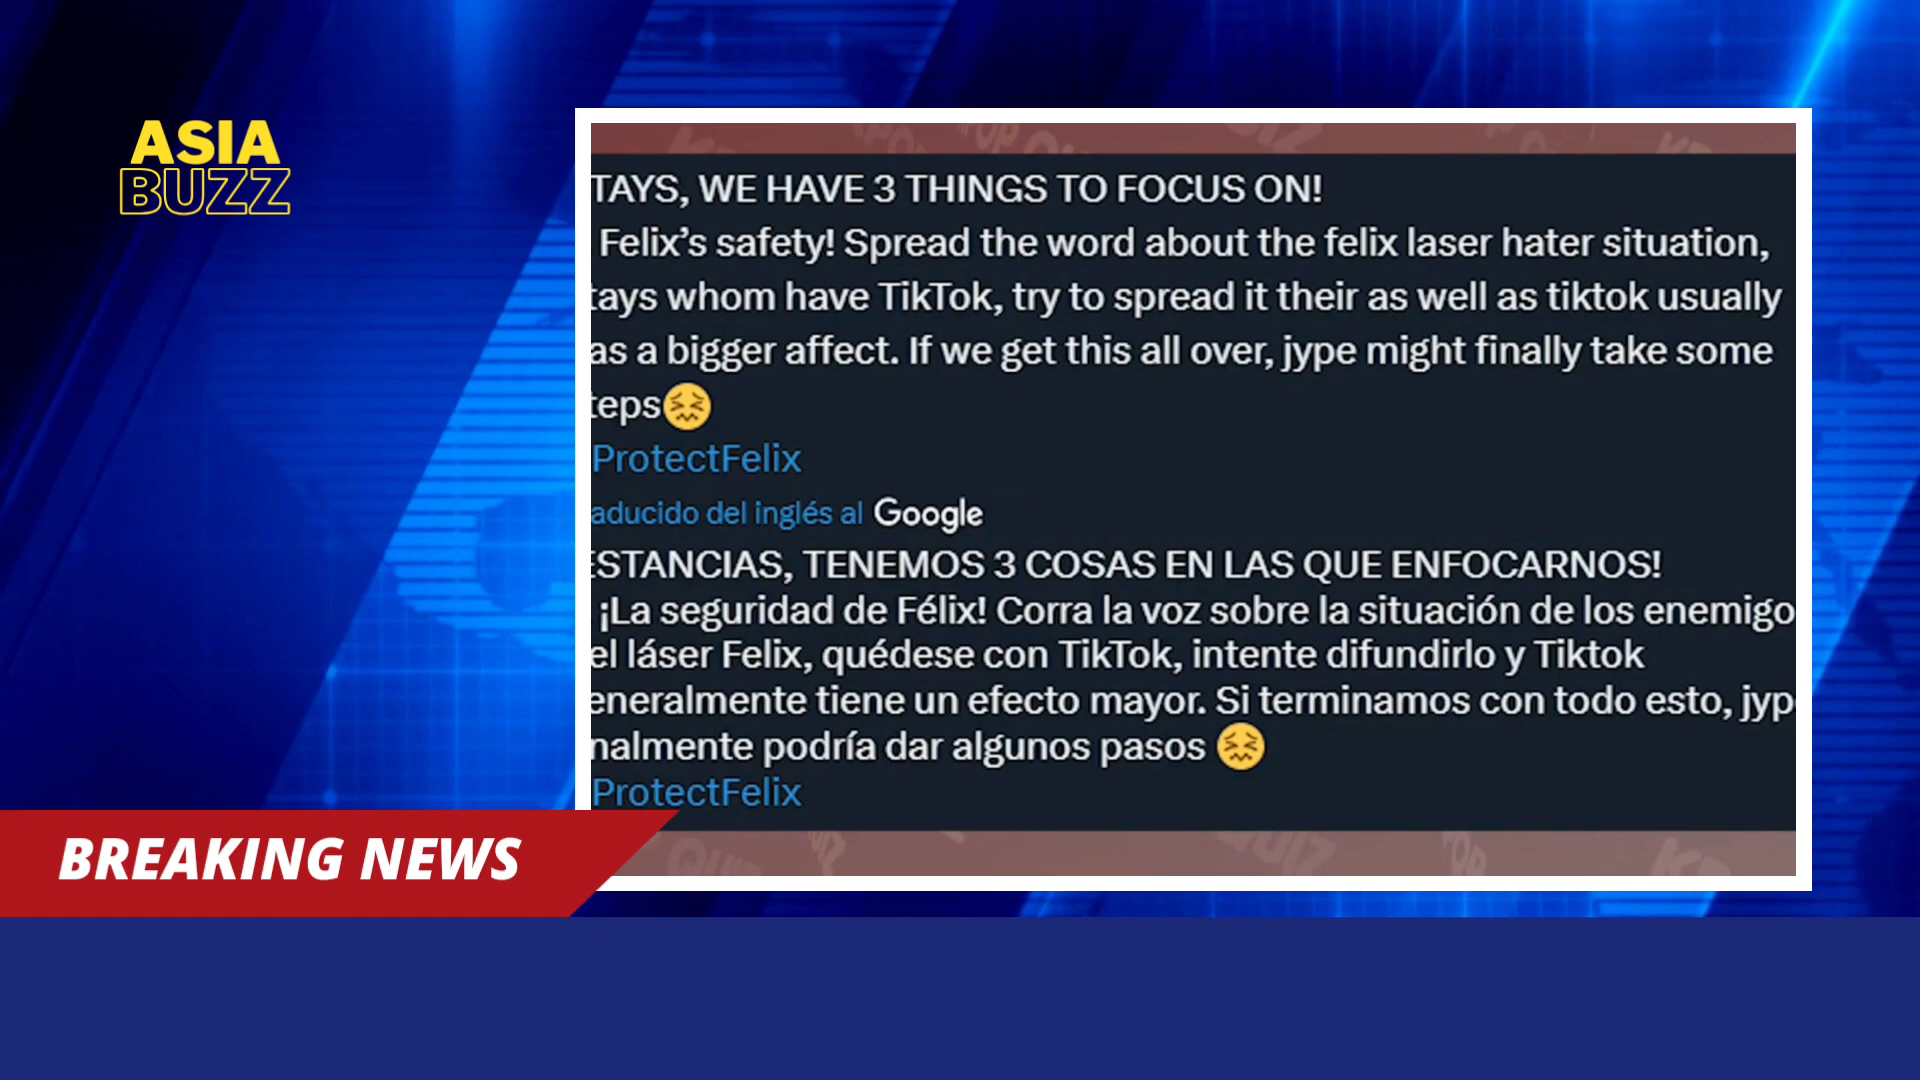 ASIA
BUZZ
TAYS, WE HAVE 3 THINGS TO FOCUS ON!
Felix’s safety! Spread the word about the felix laser hater situation,
tays whom have TikTok, try to spread it their as well as tiktok usually
as a bigger affect. If we get this all over, jype might finally take some
teps😖
ProtectFelix
aducido del inglés al Google
ESTANCIAS, TENEMOS 3 COSAS EN LAS QUE ENFOCARNOS!
¡La seguridad de Félix! Corra la voz sobre la situación de los enemigo
el láser Felix, quédese con TikTok, intente difundirlo y Tiktok
eneralmente tiene un efecto mayor. Si terminamos con todo esto, jyp
nalmente podría dar algunos pasos 😖
ProtectFelix
BREAKING NEWS